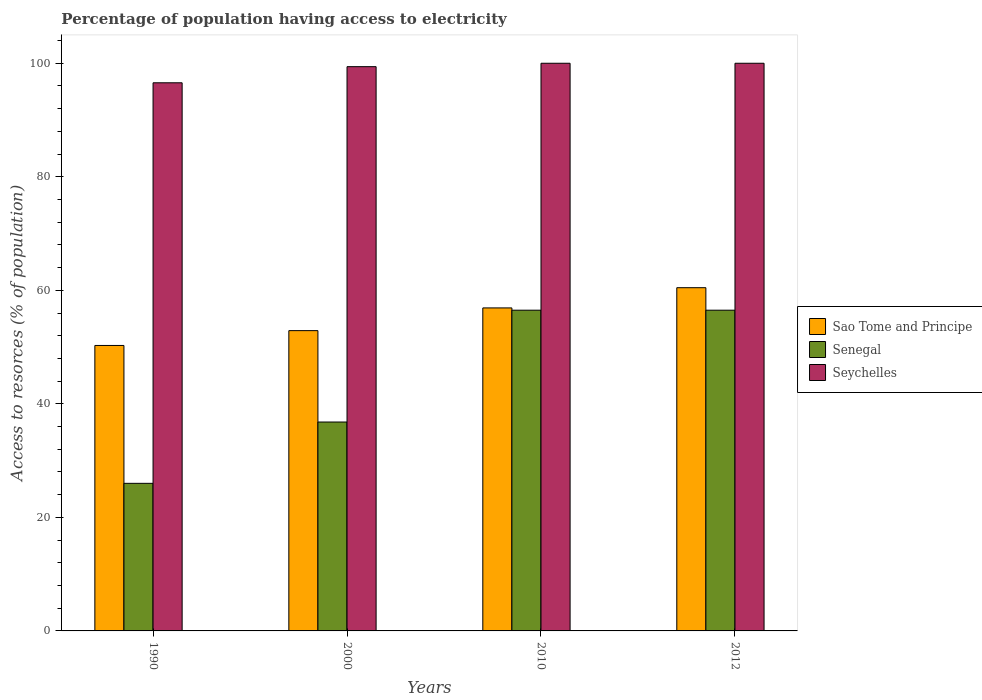 Percentage of population having access to electricity
Access to resorces (% of population)
100
80
60
40
20
0
1990
2000
2010
2012
Years
Sao Tome and Principe
Senegal
Seychelles